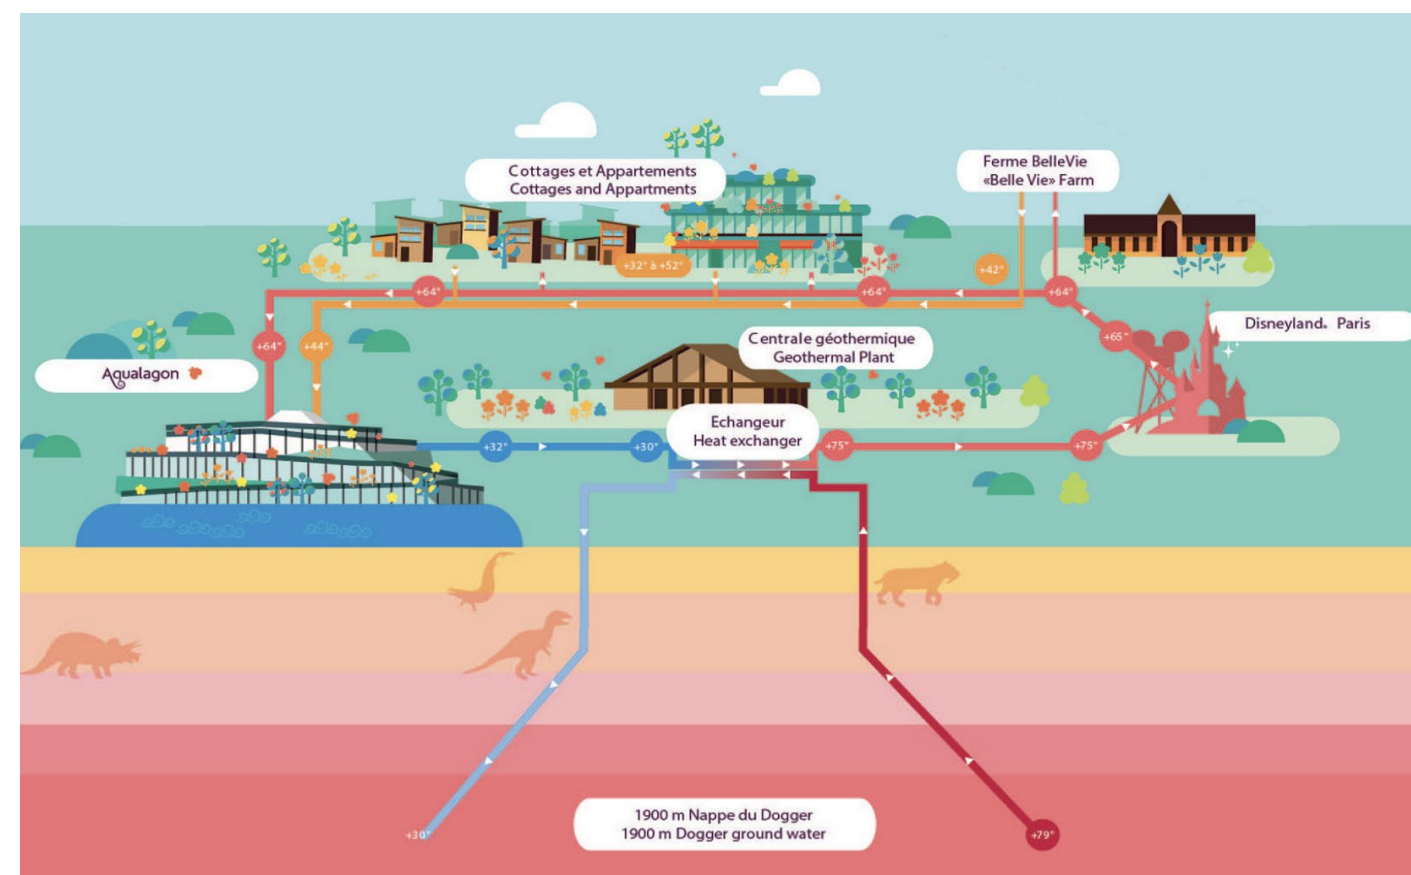 Cottages et Appartements
Cottages and Appartments
Ferme BelleVie
«Belle Vie» Farm
+32° à +52°
+42°
+64°
+64°
+64°
Disneyland. Paris
+65°
Centrale géothermique
Geothermal Plant
+64°
+44°
Aqualagon
Echangeur
Heat exchanger
+32°
+30°
+75°
+75°
1900 m Nappe du Dogger
1900 m Dogger ground water
+30°
+79°